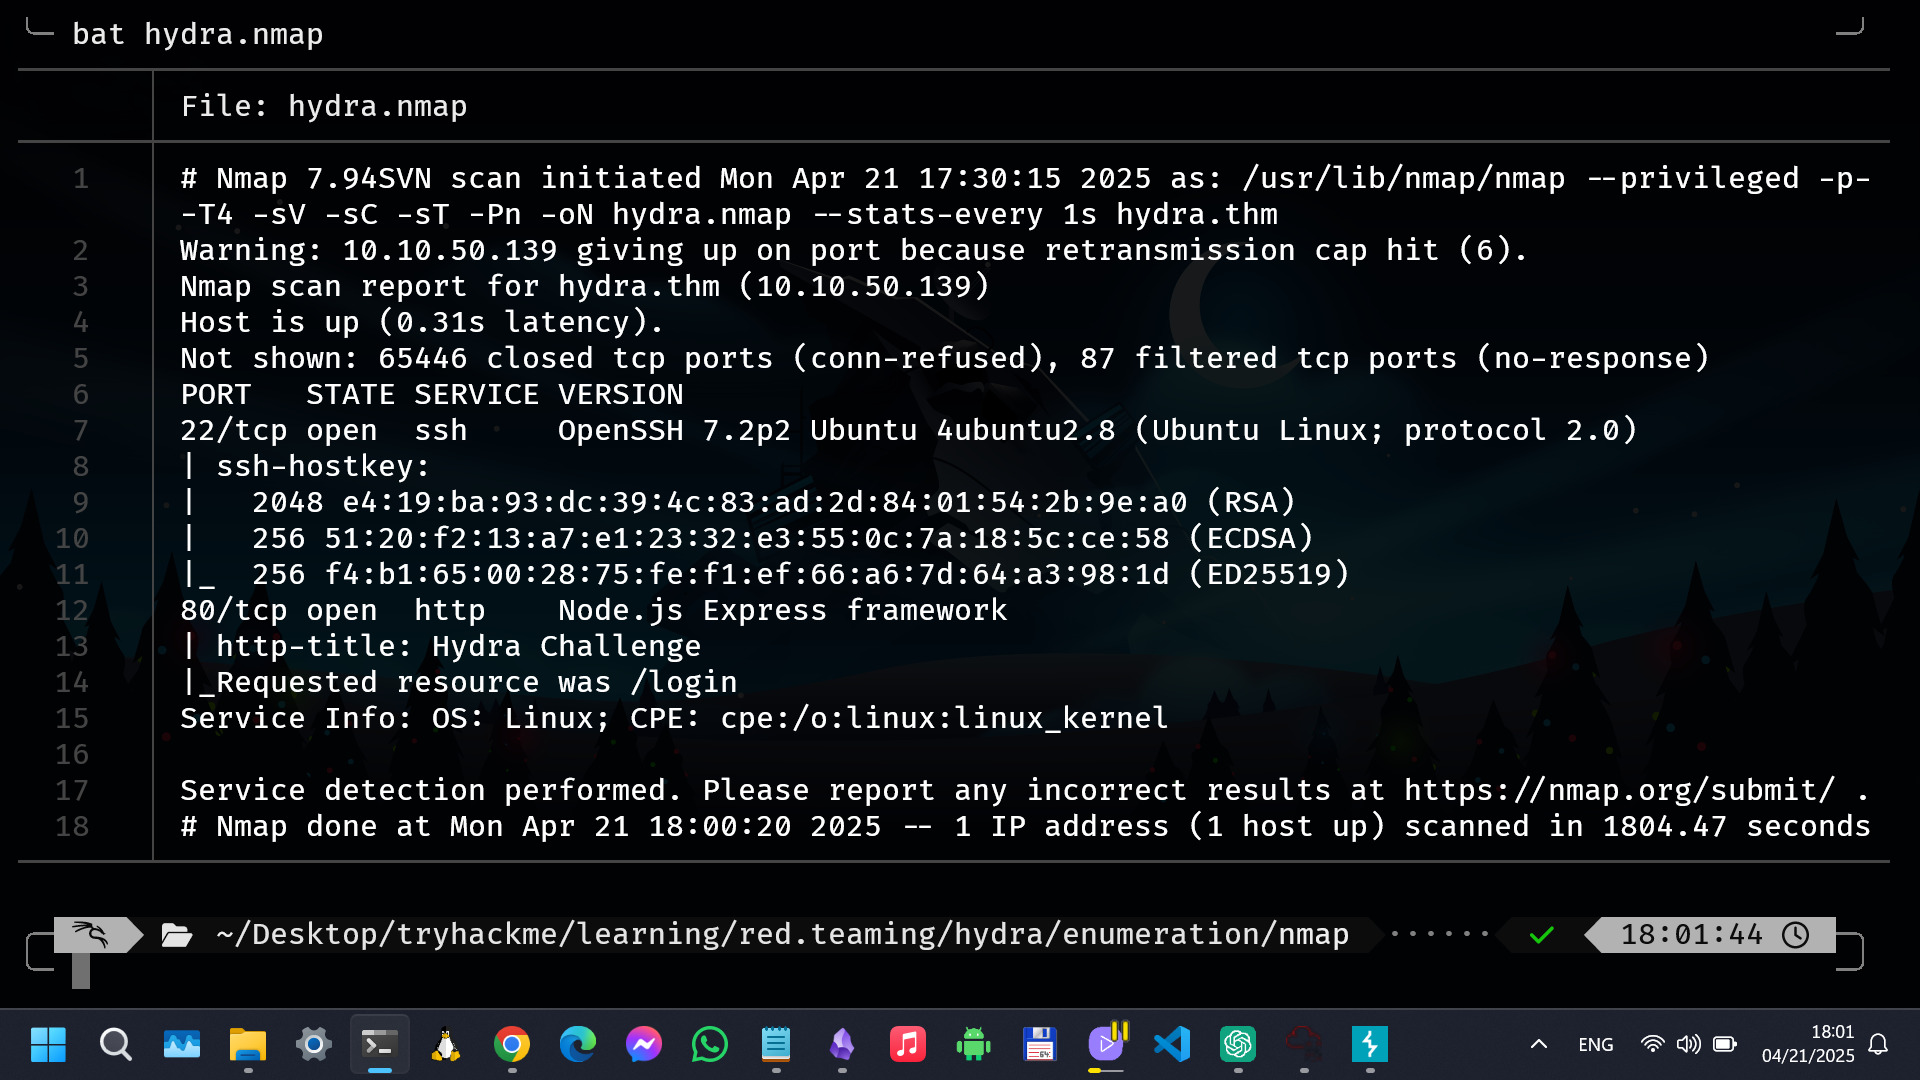 bat hydra.nmap
File: hydra.nmap
1 # Nmap 7.94SVN scan initiated Mon Apr 21 17:30:15 2025 as: /usr/lib/nmap/nmap --privileged -p-
-T4 -sV -sC -sT -Pn -oN hydra.nmap --stats-every 1s hydra.thm
2 Warning: 10.10.50.139 giving up on port because retransmission cap hit (6).
3 Nmap scan report for hydra.thm (10.10.50.139)
4 Host is up (0.31s latency).
5 Not shown: 65446 closed tcp ports (conn-refused), 87 filtered tcp ports (no-response)
6 PORT   STATE SERVICE VERSION
7 22/tcp open  ssh     OpenSSH 7.2p2 Ubuntu 4ubuntu2.8 (Ubuntu Linux; protocol 2.0)
8 | ssh-hostkey:
9 |   2048 e4:19:ba:93:dc:39:4c:83:ad:2d:84:01:54:2b:9e:a0 (RSA)
10 |   256 51:20:f2:13:a7:e1:23:32:e3:55:0c:7a:18:5c:ce:58 (ECDSA)
11 |_  256 f4:b1:65:00:28:75:fe:f1:ef:66:a6:7d:64:a3:98:1d (ED25519)
12 80/tcp open  http    Node.js Express framework
13 | http-title: Hydra Challenge
14 |_Requested resource was /login
15 Service Info: OS: Linux; CPE: cpe:/o:linux:linux_kernel
16
17 Service detection performed. Please report any incorrect results at https://nmap.org/submit/ .
18 # Nmap done at Mon Apr 21 18:00:20 2025 -- 1 IP address (1 host up) scanned in 1804.47 seconds
~/Desktop/tryhackme/learning/red.teaming/hydra/enumeration/nmap 18:01:44
64
ENG
18:01
04/21/2025